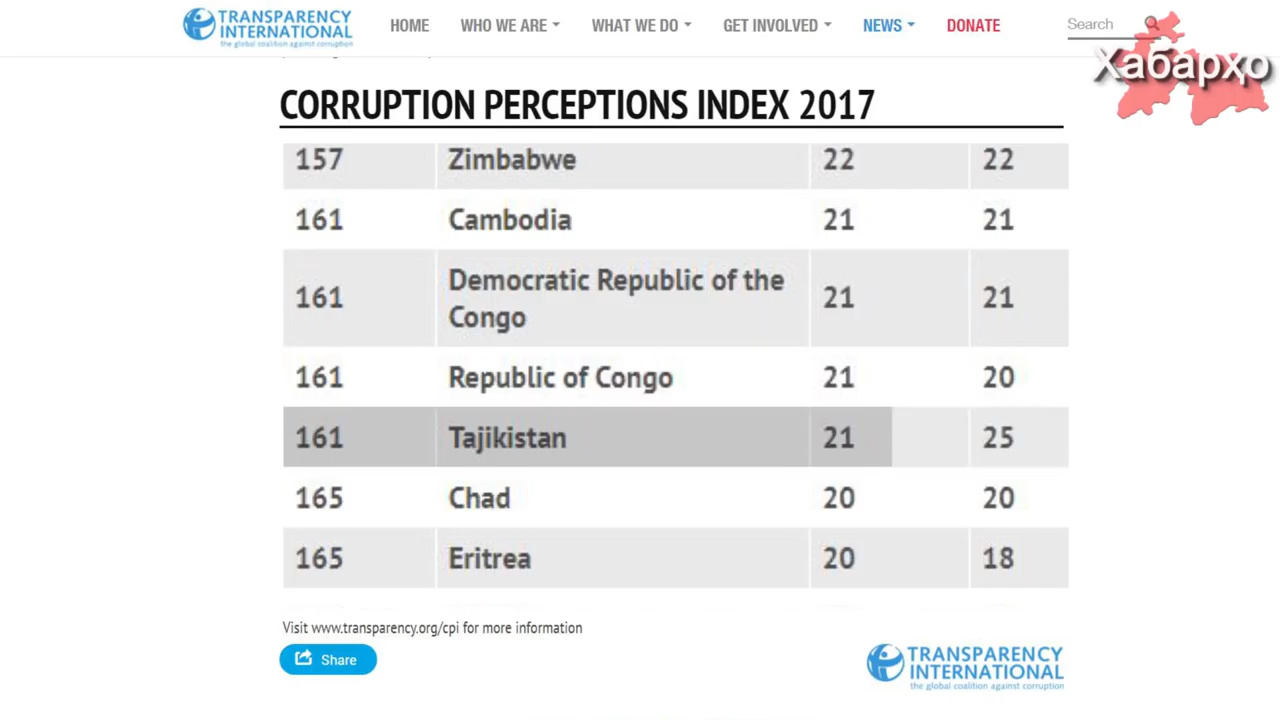 TRANSPARENCY
INTERNATIONAL
the global coalition against corruption
HOME WHO WE ARE WHAT WE DO GET INVOLVED NEWS DONATE Search
Хабарҳо
CORRUPTION PERCEPTIONS INDEX 2017
157 Zimbabwe 22 22
161 Cambodia 21 21
161 Democratic Republic of the Congo 21 21
161 Republic of Congo 21 20
161 Tajikistan 21 25
165 Chad 20 20
165 Eritrea 20 18
Visit www.transparency.org/cpi for more information
Share
TRANSPARENCY
INTERNATIONAL
the global coalition against corruption